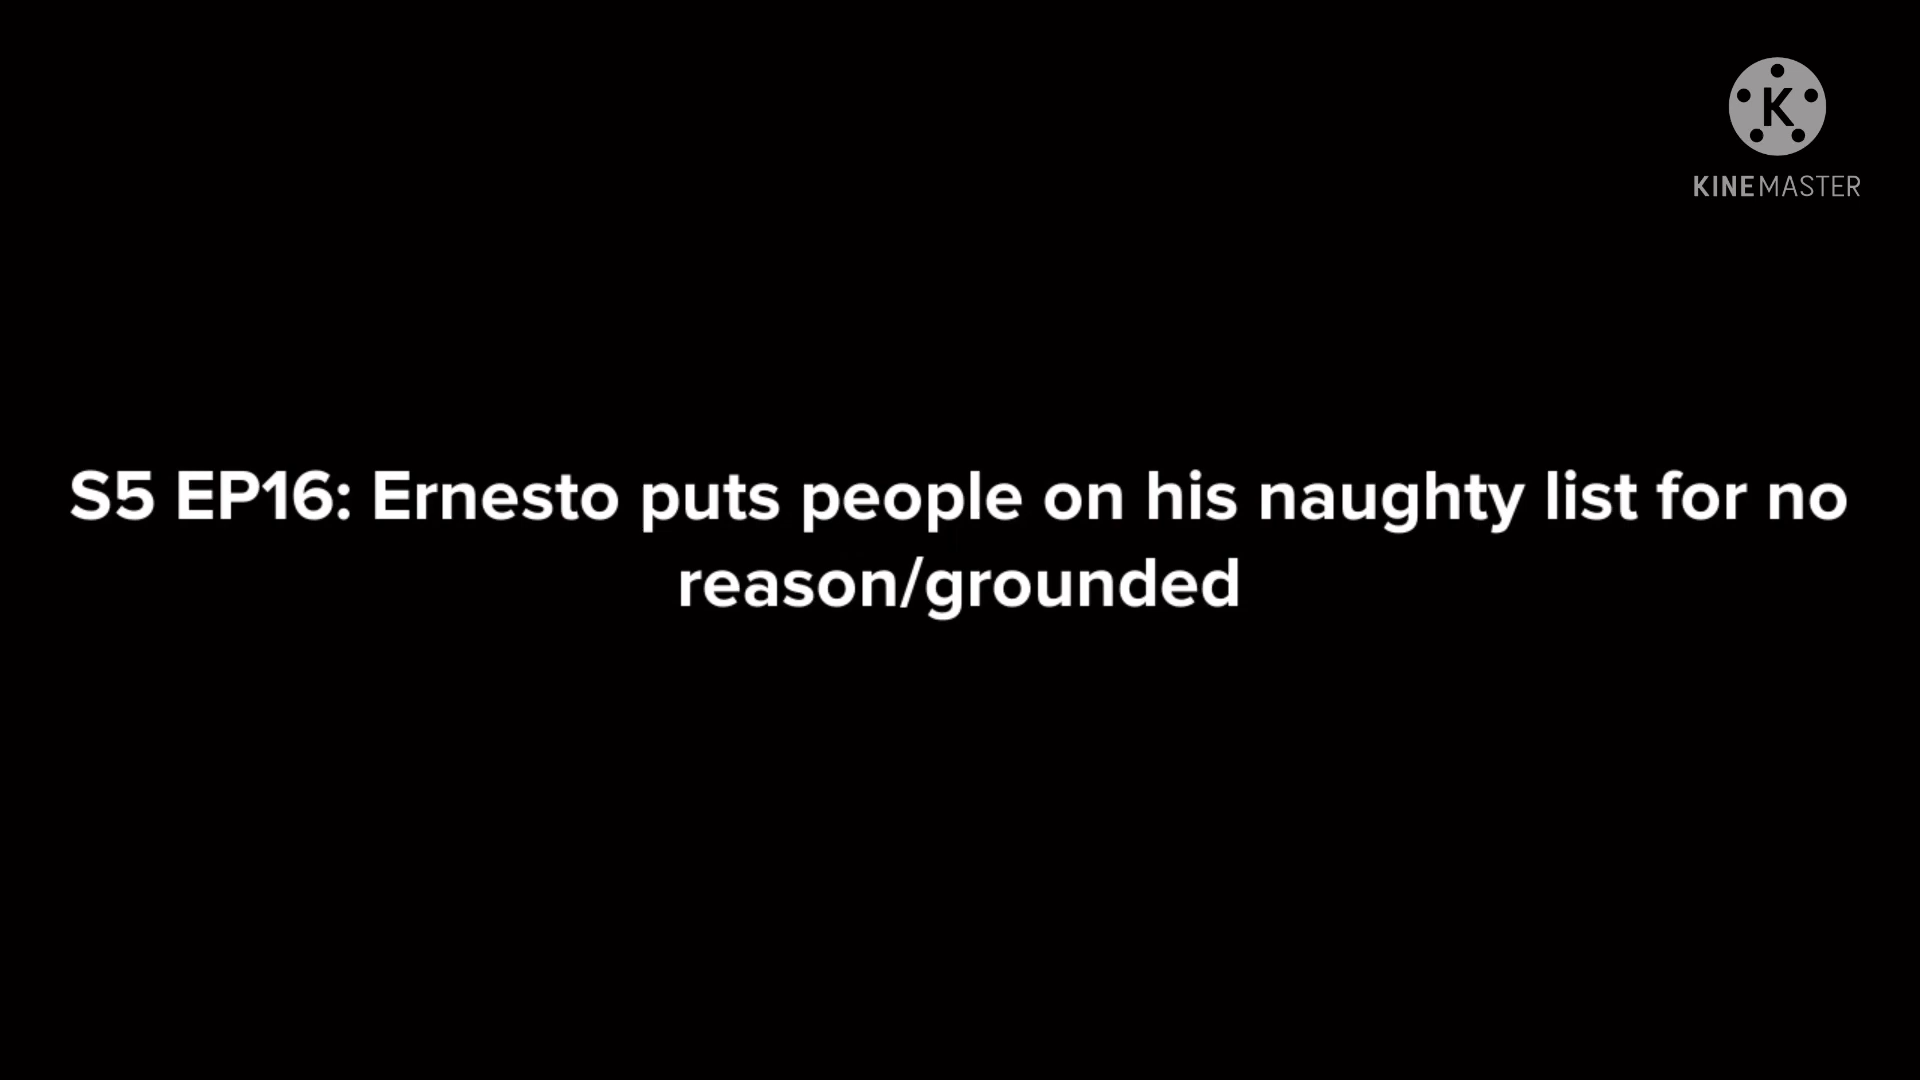 K
KINEMASTER
S5 EP16: Ernesto puts people on his naughty list for no
reason/grounded